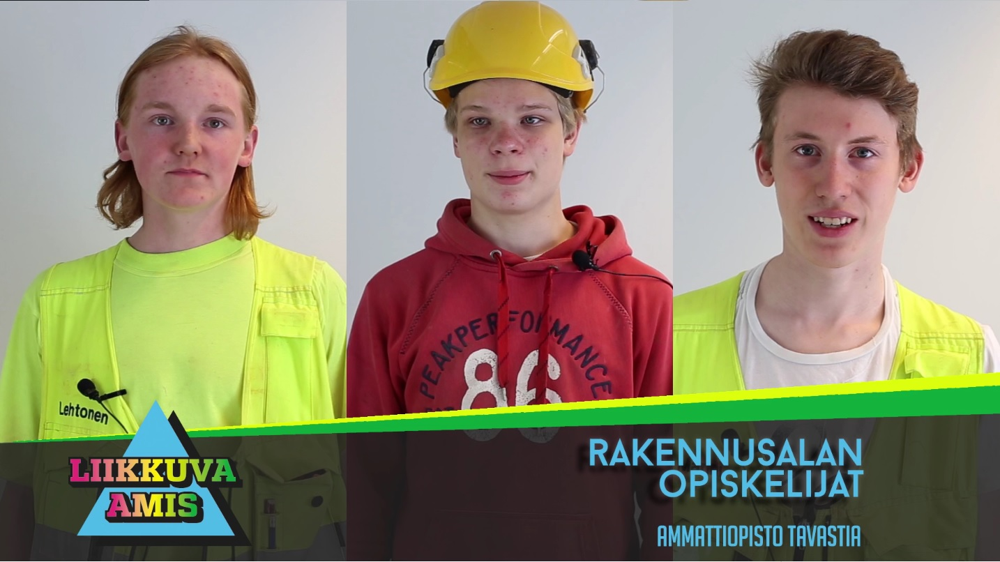 Lehtonen
PEAKPERFORMANCE
86
LIIKKUVA
AMIS
RAKENNUSALAN
OPISKELIJAT
AMMATTIOPISTO TAVASTIA